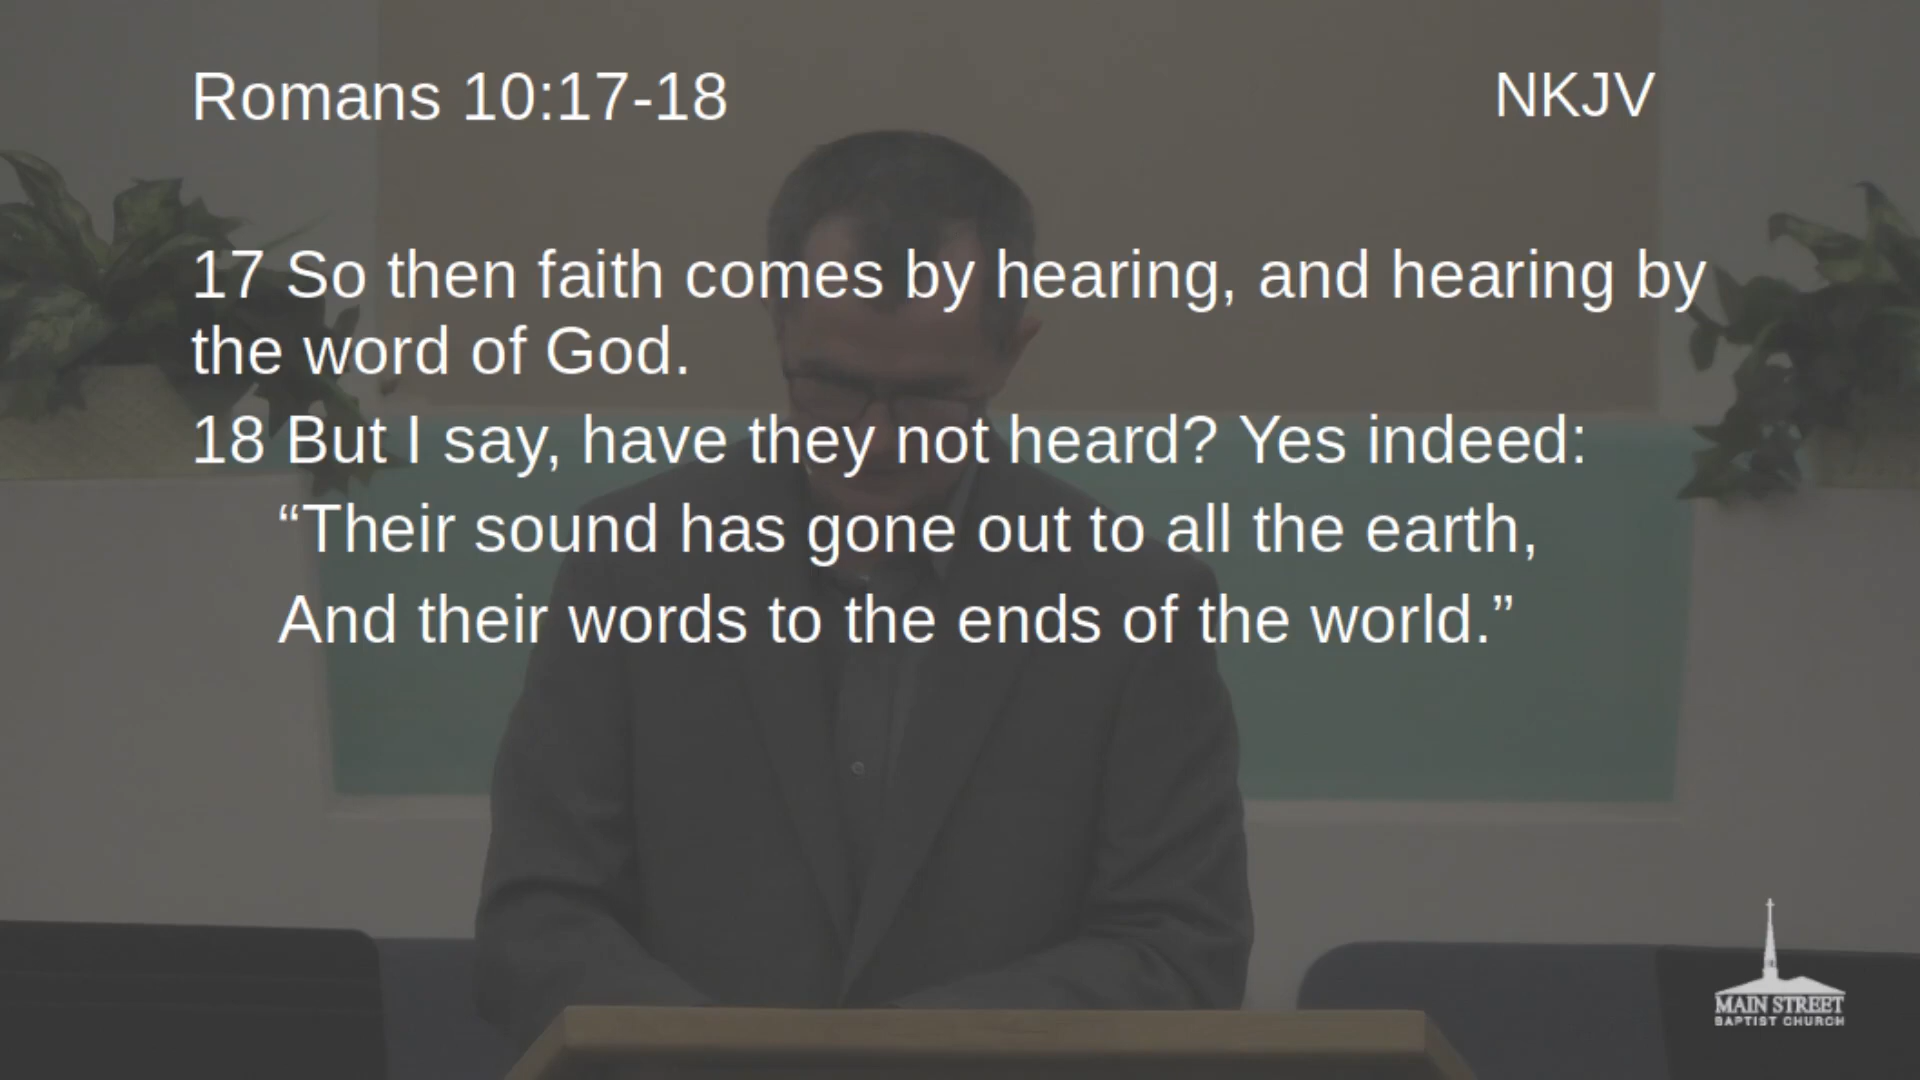 Romans 10:17-18 NKJV
17 So then faith comes by hearing, and hearing by
the word of God.
18 But I say, have they not heard? Yes indeed:
“Their sound has gone out to all the earth,
And their words to the ends of the world.”
MAIN STREET
BAPTIST CHURCH